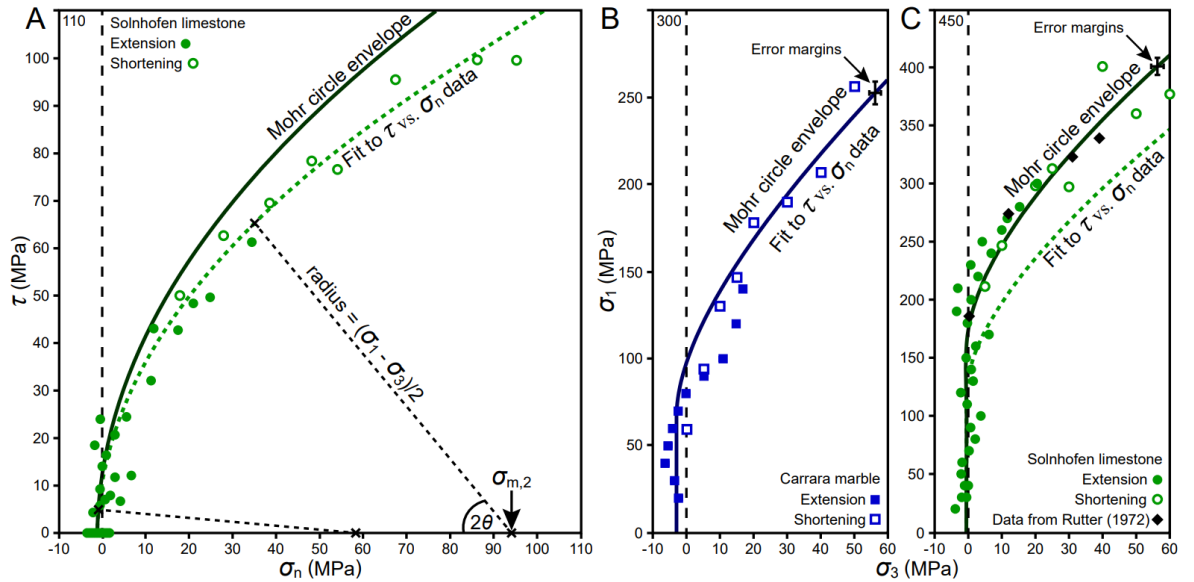 A
110
Solnhofen limestone
Extension
Shortening
Mohr circle envelope
Fit to τ vs. σn data
radius = (σ1 - σ3)/2
2θ
σm,2
100
90
80
70
60
50
40
30
20
10
0
τ (MPa)
-10 0 10 20 30 40 50 60 70 80 90 100 110
σn (MPa)
B
300
Error margins
Mohr circle envelope
Fit to τ vs. σn data
Carrara marble
Extension
Shortening
250
200
150
100
50
0
σ1 (MPa)
-10 0 10 20 30 40 50 60
C
450
Error margins
Mohr circle envelope
Fit to τ vs. σn data
Solnhofen limestone
Extension
Shortening
Data from Rutter (1972)
400
350
300
250
200
150
100
50
0
-10 0 10 20 30 40 50 60
σ3 (MPa)